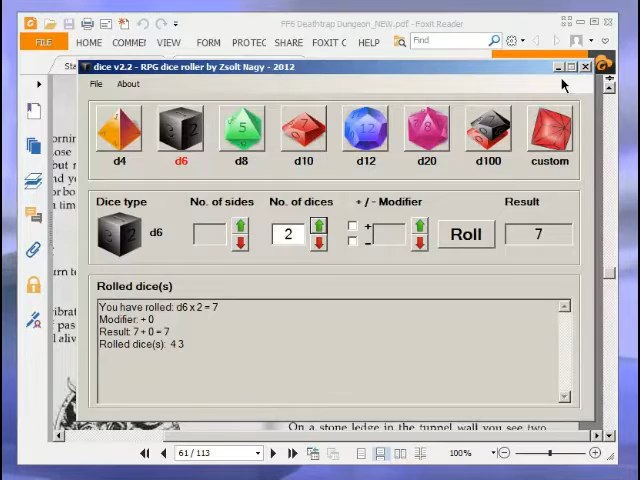 FF6 Deathtrap Dungeon_NEW.pdf - Foxit Reader
FILE HOME COMMEI VIEW FORM PROTEC SHARE FOXIT C Find
Sta
dice v2.2 - RPG dice roller by Zsolt Nagy - 2012
File About
d4 d6 d8 d10 d12 d20 d100 custom
Dice type No. of sides No. of dices + / - Modifier Result
d6 2 + - Roll 7
Rolled dice(s)
You have rolled: d6 x 2 = 7
Modifier: + 0
Result: 7 + 0 = 7
Rolled dice(s): 4 3
On a stone ledge in the tunnel wall you see two
61 / 113 100%